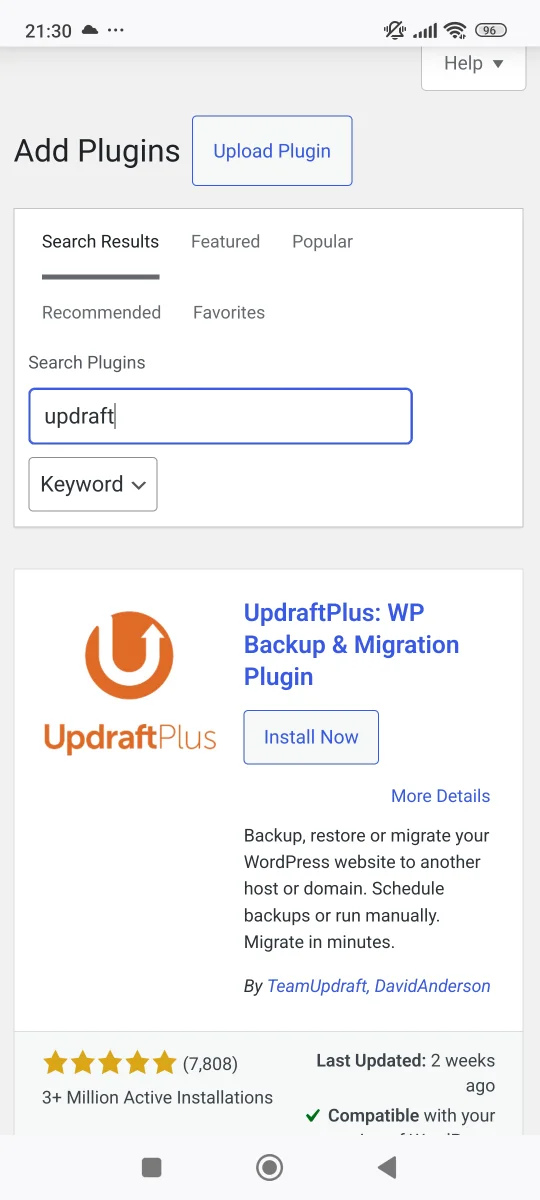 21:30
96
Help
Add Plugins
Upload Plugin
Search Results Featured Popular
Recommended Favorites
Search Plugins
updraft
Keyword
UpdraftPlus: WP
Backup & Migration
Plugin
UpdraftPlus
Install Now
More Details
Backup, restore or migrate your
WordPress website to another
host or domain. Schedule
backups or run manually.
Migrate in minutes.
By TeamUpdraft, DavidAnderson
(7,808)
3+ Million Active Installations
Last Updated: 2 weeks
ago
Compatible with your